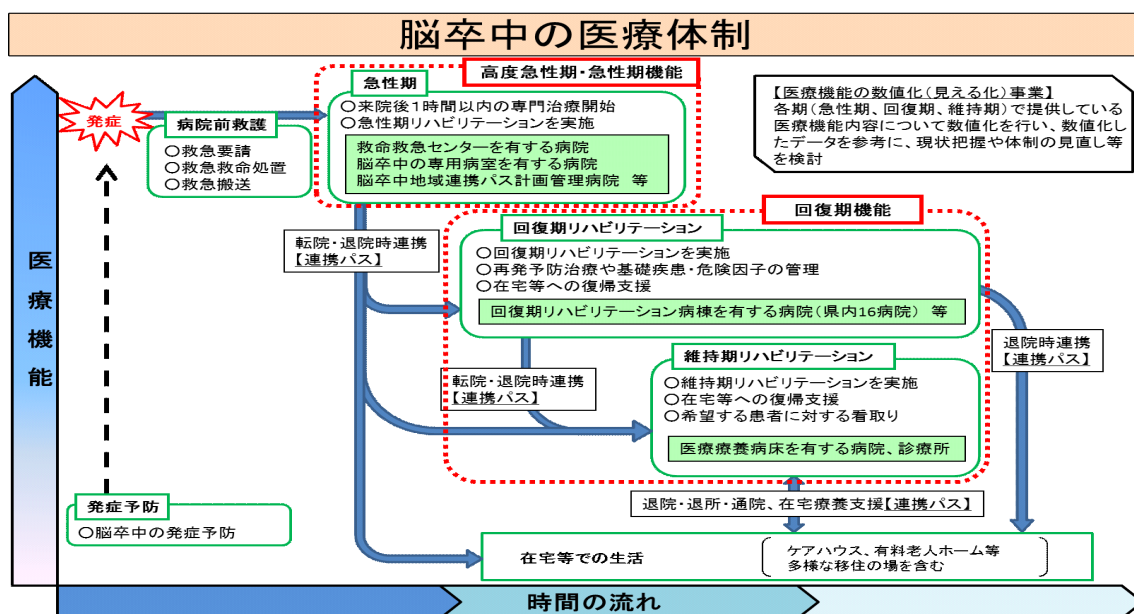 脳卒中の医療体制
高度急性期・急性期機能
急性期
○来院後1時間以内の専門治療開始
○急性期リハビリテーションを実施
救命救急センターを有する病院
脳卒中の専用病室を有する病院
脳卒中地域連携パス計画管理病院 等
【医療機能の数値化(見える化)事業】
各期(急性期、回復期、維持期)で提供している
医療機能内容について数値化を行い、数値化し
たデータを参考に、現状把握や体制の見直し等
を検討
発症
病院前救護
○救急要請
○救急救命処置
○救急搬送
回復期機能
転院・退院時連携
【連携パス】
回復期リハビリテーション
○回復期リハビリテーションを実施
○再発予防治療や基礎疾患・危険因子の管理
○在宅等への復帰支援
回復期リハビリテーション病棟を有する病院(県内16病院) 等
退院時連携
【連携パス】
転院・退院時連携
【連携パス】
維持期リハビリテーション
○維持期リハビリテーションを実施
○在宅等への復帰支援
○希望する患者に対する看取り
医療療養病床を有する病院、診療所
医療機能
発症予防
○脳卒中の発症予防
退院・退所・通院、在宅療養支援【連携パス】
在宅等での生活
ケアハウス、有料老人ホーム等
多様な移住の場を含む
時間の流れ